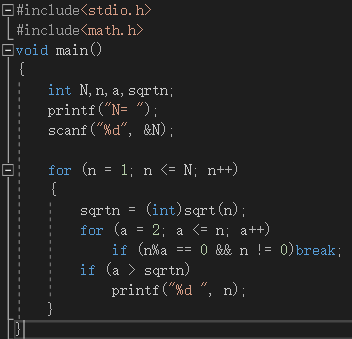 #include<stdio.h>
#include<math.h>
void main()
{
int N,n,a,sqrtn;
printf("N= ");
scanf("%d", &N);
for (n = 1; n <= N; n++)
{
sqrtn = (int)sqrt(n);
for (a = 2; a <= n; a++)
if (n%a == 0 && n != 0)break;
if (a > sqrtn)
printf("%d ", n);
}
}